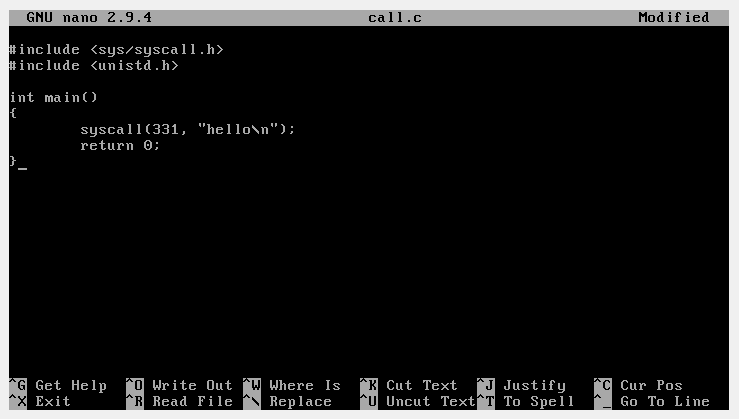 GNU nano 2.9.4 call.c Modified
#include <sys/syscall.h>
#include <unistd.h>
int main()
{
        syscall(331, "hello\n");
        return 0;
}_
^G Get Help ^O Write Out ^W Where Is ^K Cut Text ^J Justify ^C Cur Pos
^X Exit ^R Read File ^\ Replace ^U Uncut Text ^T To Spell ^_ Go To Line